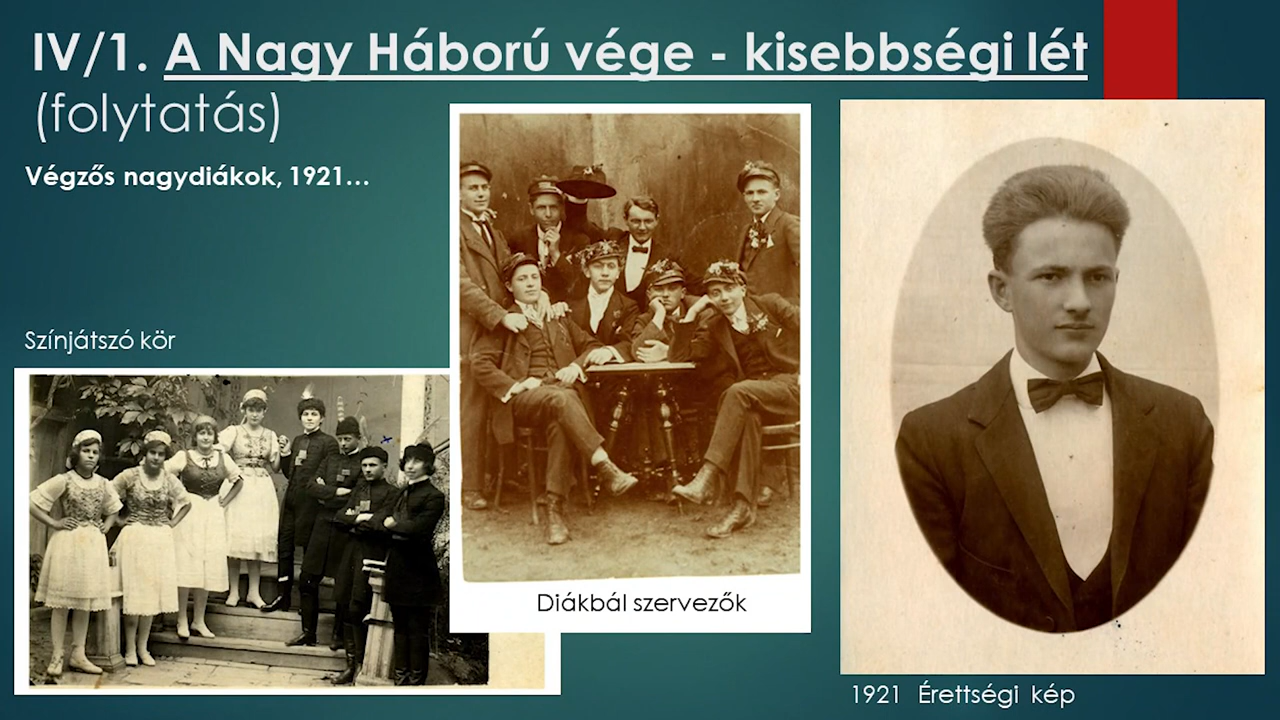 IV/1. A Nagy Háború vége - kisebbségi lét
(folytatás)
Végzős nagydiákok, 1921...
Színjátszó kör
Diákbál szervezők
1921 Érettségi kép